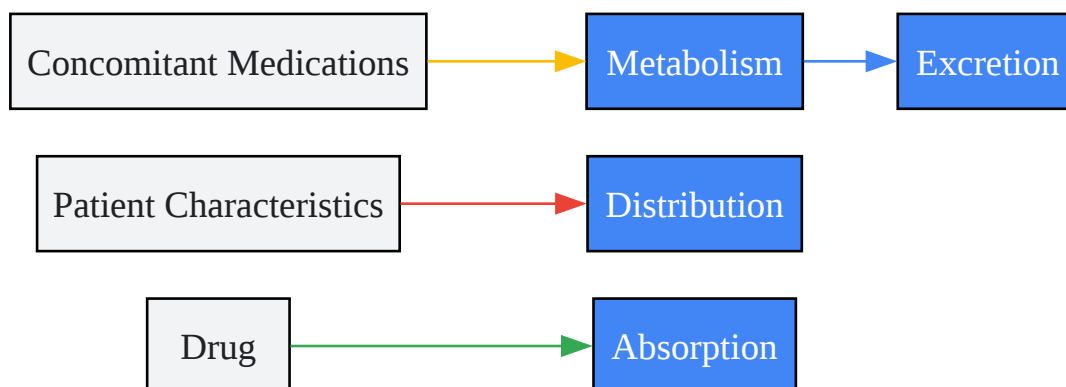 Concomitant Medications
Metabolism
Excretion
Patient Characteristics
Distribution
Drug
Absorption